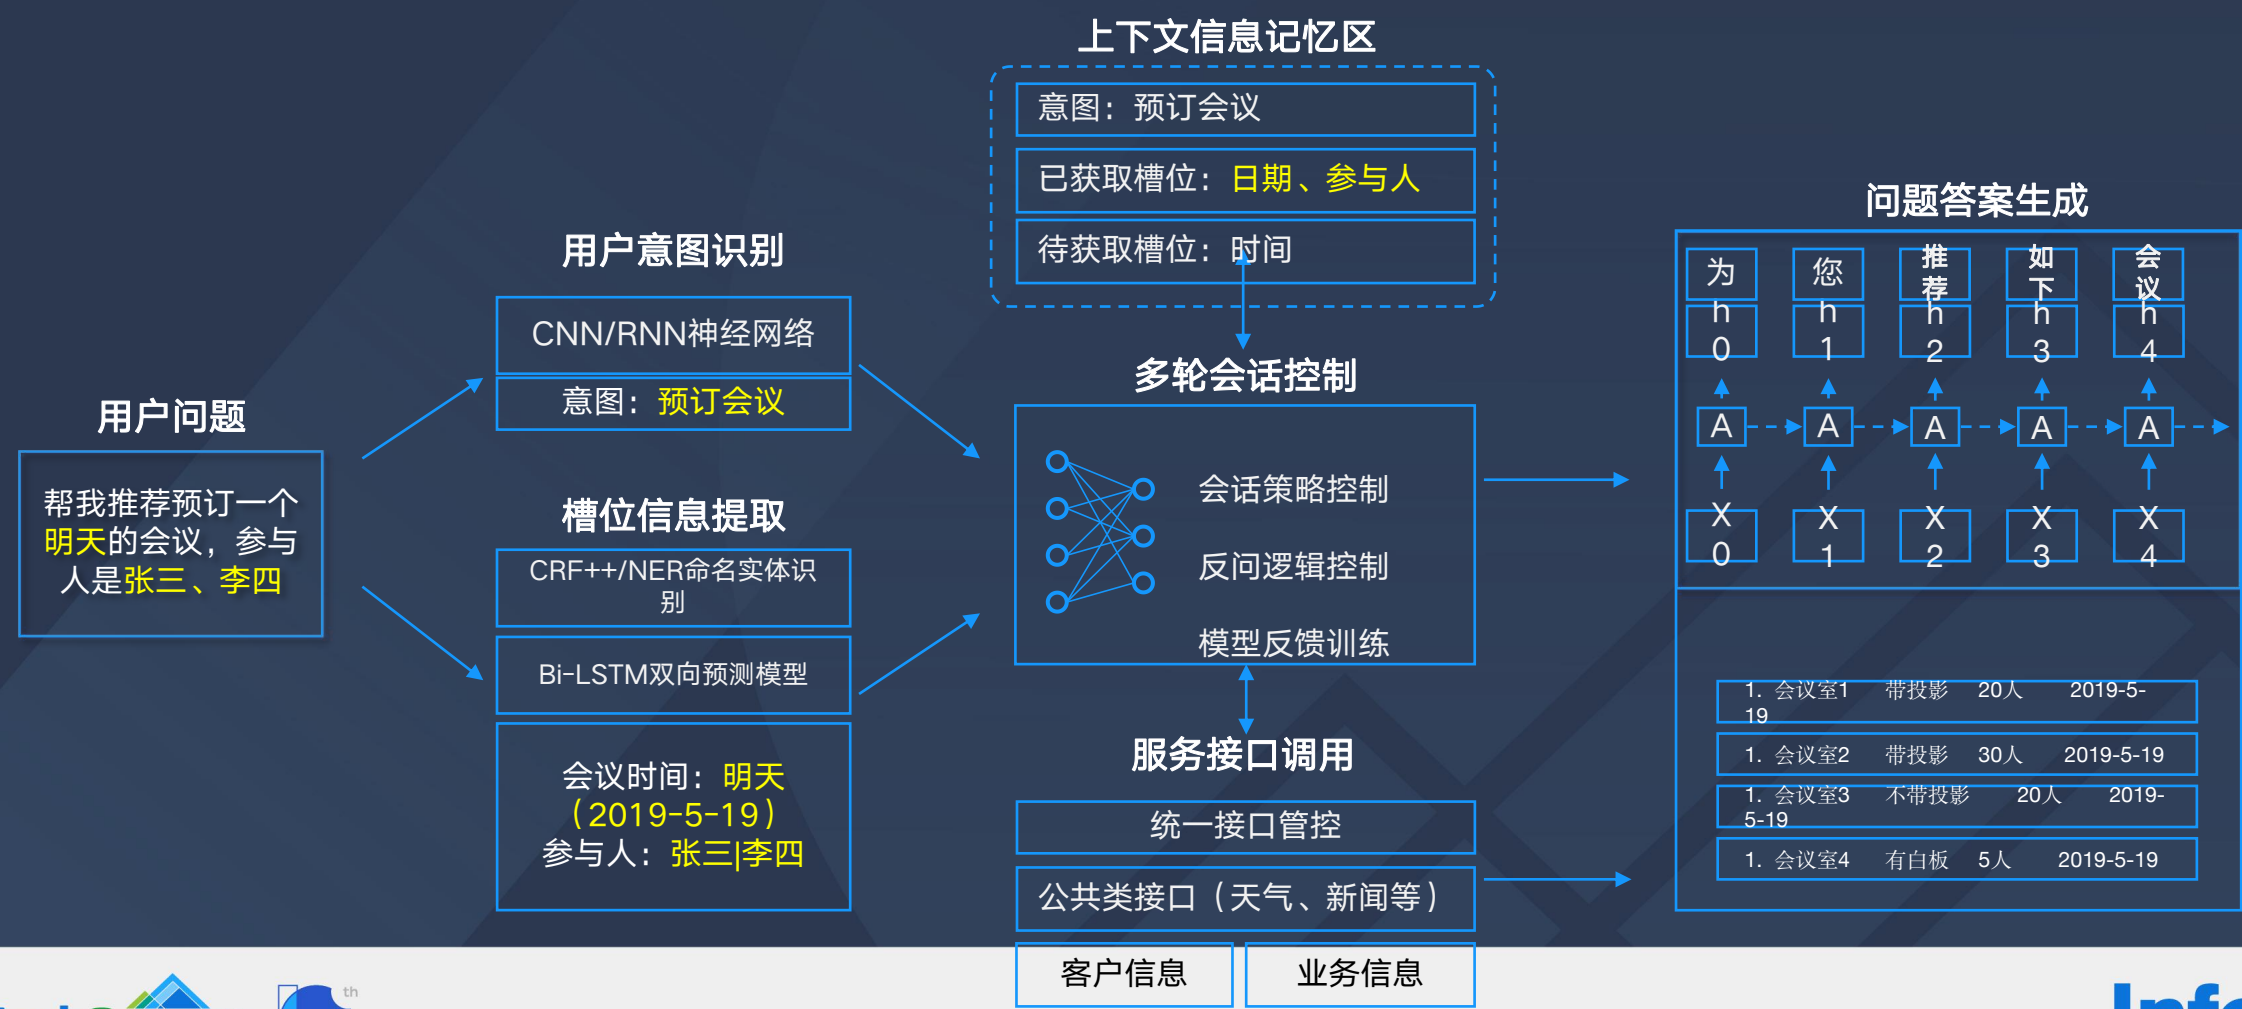 上下文信息记忆区
意图：预订会议
已获取槽位：日期、参与人
待获取槽位：时间
用户问题
帮我推荐预订一个
明天的会议，参与
人是张三、李四
用户意图识别
CNN/RNN神经网络
意图：预订会议
槽位信息提取
CRF++/NER命名实体识
别
Bi-LSTM双向预测模型
会议时间：明天
（2019-5-19）
参与人：张三|李四
多轮会话控制
会话策略控制
反问逻辑控制
模型反馈训练
服务接口调用
统一接口管控
公共类接口（天气、新闻等）
客户信息
业务信息
问题答案生成
为 您 推荐 如下 会议
h0 h1 h2 h3 h4
A A A A A
X0 X1 X2 X3 X4
1. 会议室1 带投影 20人 2019-5-
19
1. 会议室2 带投影 30人 2019-5-19
1. 会议室3 不带投影 20人 2019-
5-19
1. 会议室4 有白板 5人 2019-5-19
th